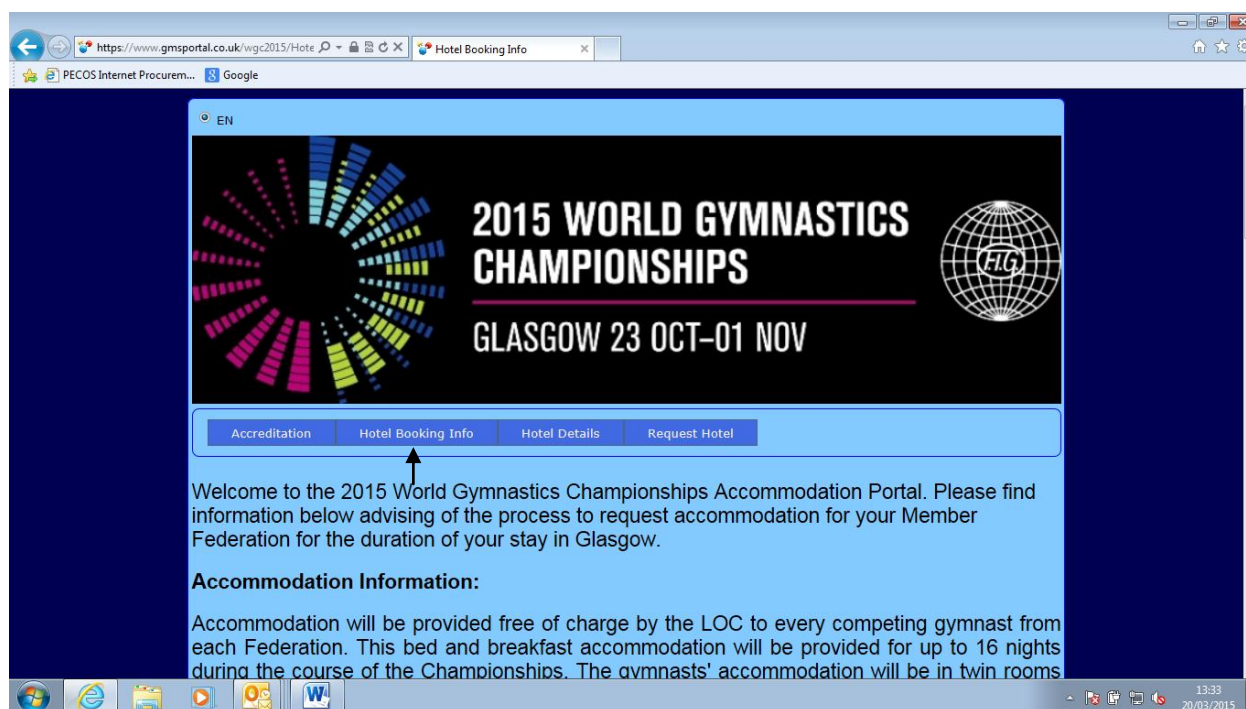 https://www.gmsportal.co.uk/wgc2015/Hote
Hotel Booking Info
PECOS Internet Procurem...
Google
EN
2015 WORLD GYMNASTICS
CHAMPIONSHIPS
F.I.G.
GLASGOW 23 OCT–01 NOV
Accreditation Hotel Booking Info Hotel Details Request Hotel
Welcome to the 2015 World Gymnastics Championships Accommodation Portal. Please find
information below advising of the process to request accommodation for your Member
Federation for the duration of your stay in Glasgow.
Accommodation Information:
Accommodation will be provided free of charge by the LOC to every competing gymnast from
each Federation. This bed and breakfast accommodation will be provided for up to 16 nights
during the course of the Championships. The gymnasts' accommodation will be in twin rooms
13:33
20/03/2015